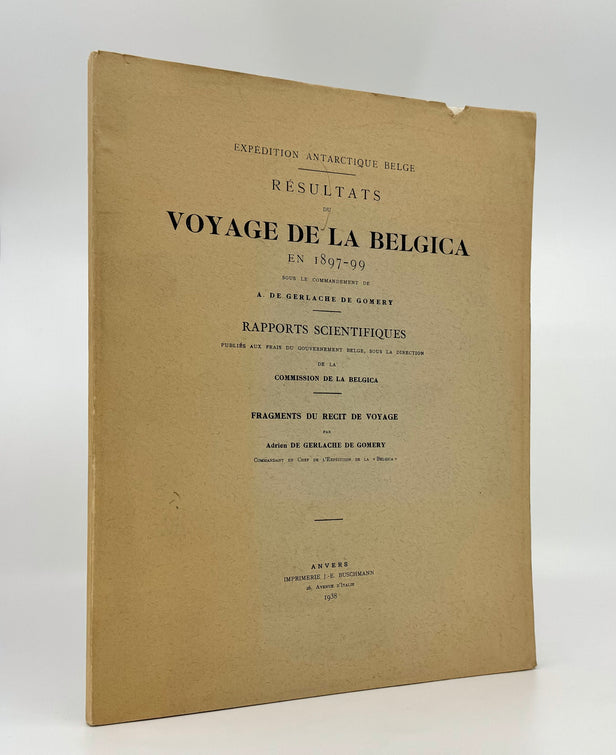 EXPÉDITION ANTARCTIQUE BELGE
RÉSULTATS
DU
VOYAGE DE LA BELGICA
EN 1897-99
SOUS LE COMMANDEMENT DE
A. DE GERLACHE DE GOMERY
RAPPORTS SCIENTIFIQUES
PUBLIÉS AUX FRAIS DU GOUVERNEMENT BELGE, SOUS LA DIRECTION
DE LA
COMMISSION DE LA BELGICA
FRAGMENTS DU RECIT DE VOYAGE
PAR
Adrien DE GERLACHE DE GOMERY
COMMANDANT EN CHEF DE L'EXPÉDITION DE LA « BELGICA »
ANVERS
IMPRIMERIE J.-E. BUSCHMANN
26, AVENUE D'ITALIE
1938